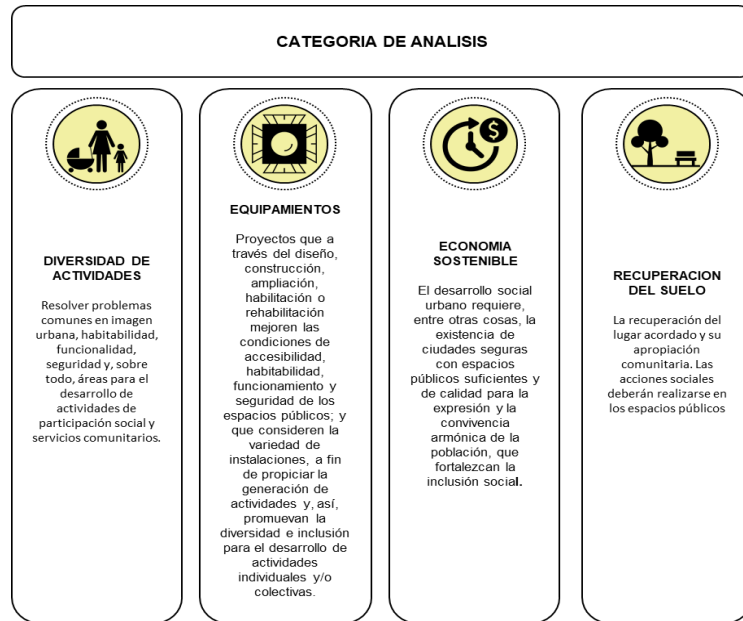 CATEGORIA DE ANALISIS
$
DIVERSIDAD DE
ACTIVIDADES
Resolver problemas
comunes en imagen
urbana, habitabilidad,
funcionalidad,
seguridad y, sobre
todo, áreas para el
desarrollo de
actividades de
participación social y
servicios comunitarios.
EQUIPAMIENTOS
Proyectos que a
través del diseño,
construcción,
ampliación,
habilitación o
rehabilitación
mejoren las
condiciones de
accesibilidad,
habitabilidad,
funcionamiento y
seguridad de los
espacios públicos; y
que consideren la
variedad de
instalaciones, a fin
de propiciar la
generación de
actividades y, así,
promuevan la
diversidad e inclusión
para el desarrollo de
actividades
individuales y/o
colectivas.
ECONOMIA
SOSTENIBLE
El desarrollo social
urbano requiere,
entre otras cosas, la
existencia de
ciudades seguras
con espacios
públicos suficientes y
de calidad para la
expresión y la
convivencia
armónica de la
población, que
fortalezcan la
inclusión social.
RECUPERACION
DEL SUELO
La recuperación del
lugar acordado y su
apropiación
comunitaria. Las
acciones sociales
deberán realizarse en
los espacios públicos